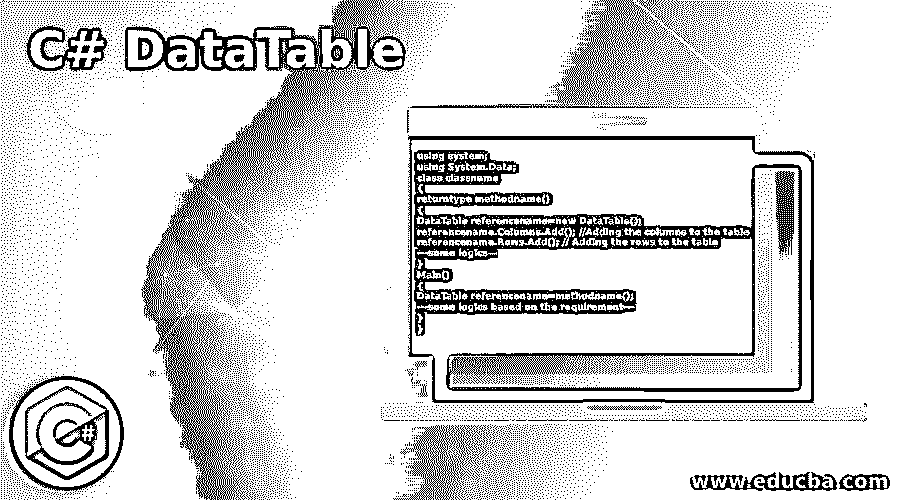 C# DataTable
using system;
using System.Data;
class classname
{
returntype methodname()
{
DataTable referencename=new DataTable();
referencename.Columns.Add(); //Adding the columns to the table
referencename.Rows.Add(); // Adding the rows to the table
---some logics---
}
Main()
{
DataTable referencename=methodname();
---some logics based on the requirement---
}
}
C#
www.educba.com